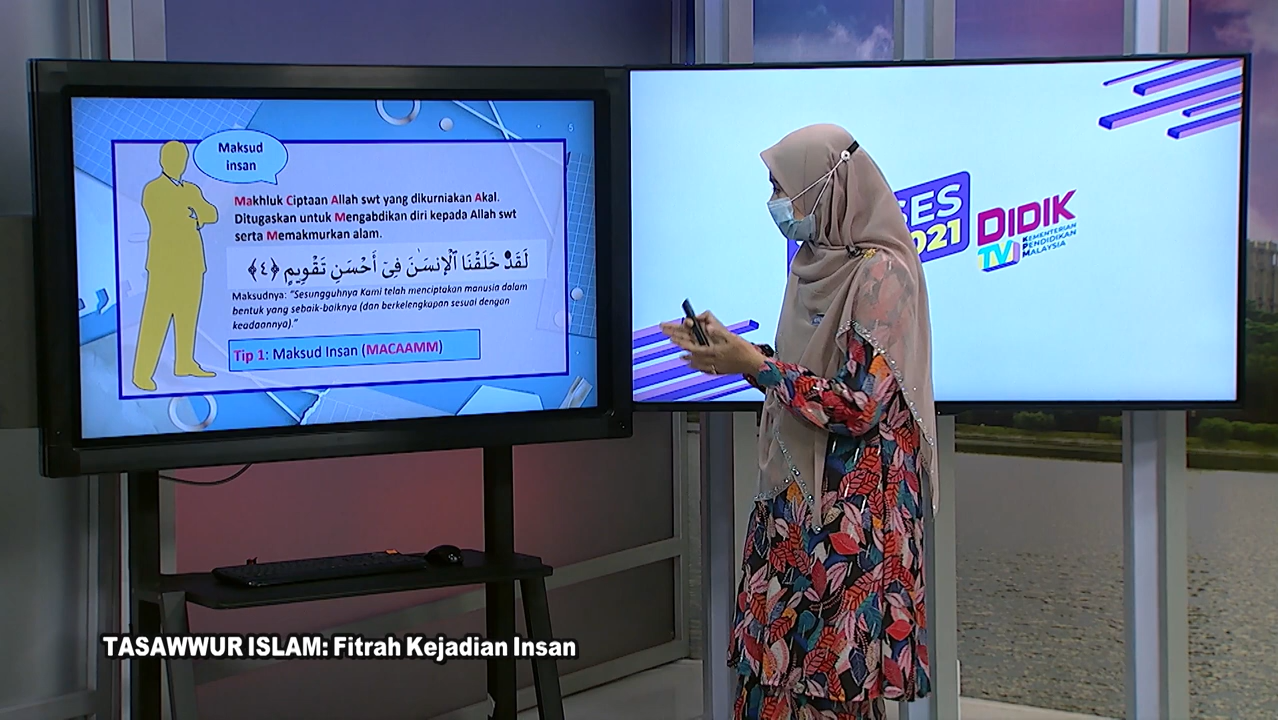 5
Maksud
insan
Makhluk Ciptaan Allah swt yang dikurniakan Akal.
Ditugaskan untuk Mengabdikan diri kepada Allah swt
serta Memakmurkan alam.
لَقَدْ خَلَقْنَا ٱلْإِنسَـٰنَ فِىٓ أَحْسَنِ تَقْوِيمٍ ﴿٤﴾
Maksudnya: “Sesungguhnya Kami telah menciptakan manusia dalam
bentuk yang sebaik-baiknya (dan berkelengkapan sesuai dengan
keadaannya).”
Tip 1: Maksud Insan (MACAAMM)
SES
2021
DIDIK
TV
KEMENTERIAN
PENDIDIKAN
MALAYSIA
TASAWWUR ISLAM: Fitrah Kejadian Insan